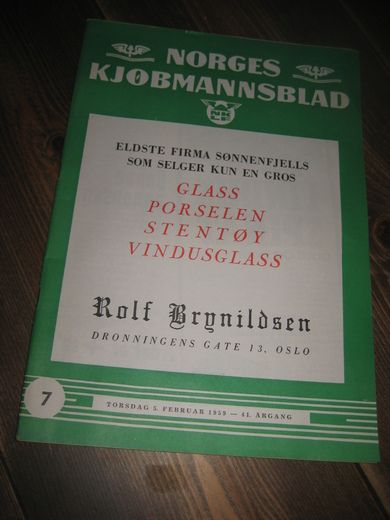 NORGES
KJØBMANNSBLAD
NK
ELDSTE FIRMA SØNNENFJELLS
SOM SELGER KUN EN GROS
GLASS
PORSELEN
STENTØY
VINDUSGLASS
Rolf Brynildsen
DRONNINGENS GATE 13, OSLO
7
TORSDAG 5. FEBRUAR 1959 — 41. ÅRGANG